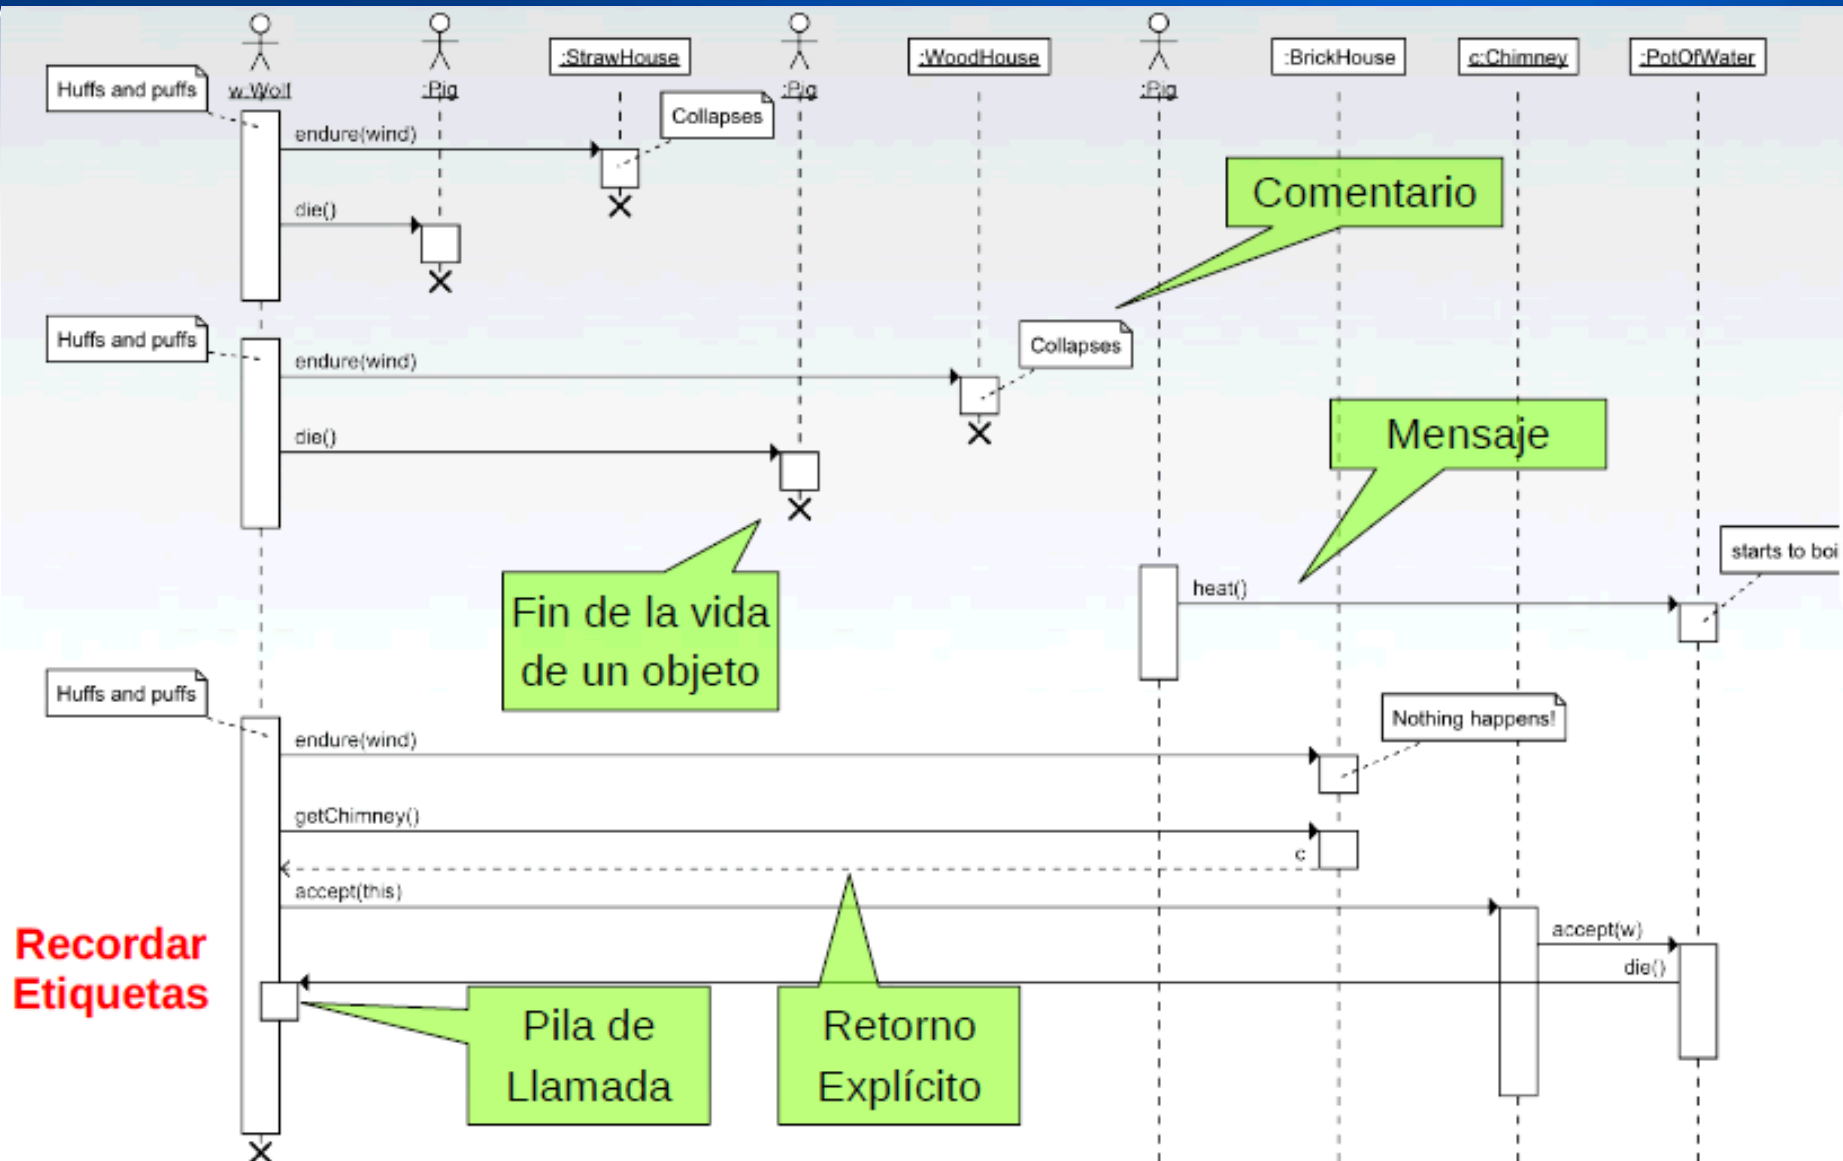 :StrawHouse
:WoodHouse
:BrickHouse
c:Chimney
:PotOfWater
Huffs and puffs
w:Wolf
:Pig
:Pig
:Pig
Collapses
endure(wind)
Comentario
die()
Huffs and puffs
Collapses
endure(wind)
Mensaje
die()
starts to boi
heat()
Fin de la vida
de un objeto
Huffs and puffs
Nothing happens!
endure(wind)
getChimney()
c
accept(this)
Recordar
Etiquetas
accept(w)
die()
Pila de
Llamada
Retorno
Explícito